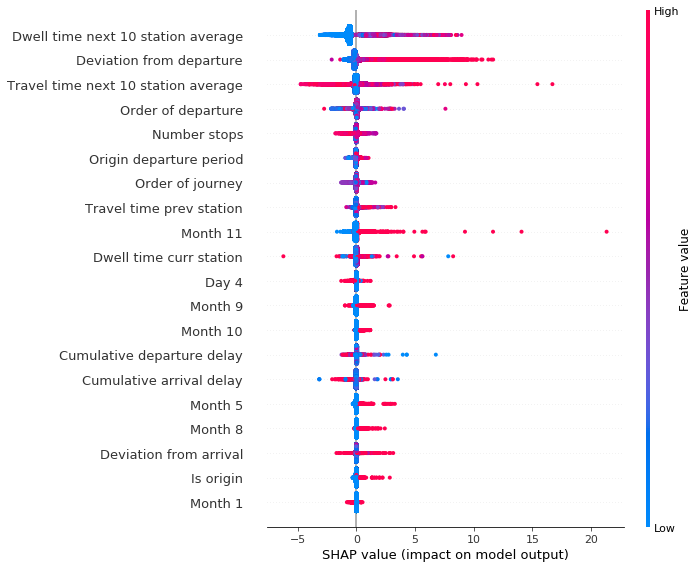 High
Dwell time next 10 station average
Deviation from departure
Travel time next 10 station average
Order of departure
Number stops
Origin departure period
Order of journey
Travel time prev station
Month 11
Dwell time curr station
Day 4
Month 9
Month 10
Cumulative departure delay
Cumulative arrival delay
Month 5
Month 8
Deviation from arrival
Is origin
Month 1
Feature value
Low
−5 0 5 10 15 20
SHAP value (impact on model output)